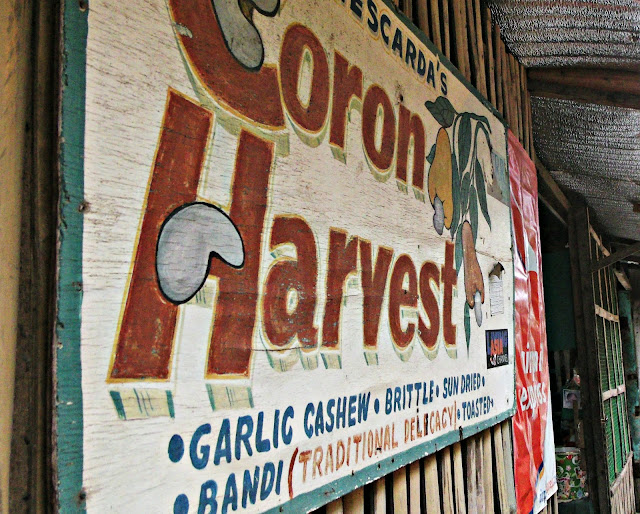 ESCARDA'S
Coron
Harvest
• GARLIC CASHEW • BRITTLE • SUN DRIED •
• BANDI (TRADITIONAL DELICACY) • TOASTED •